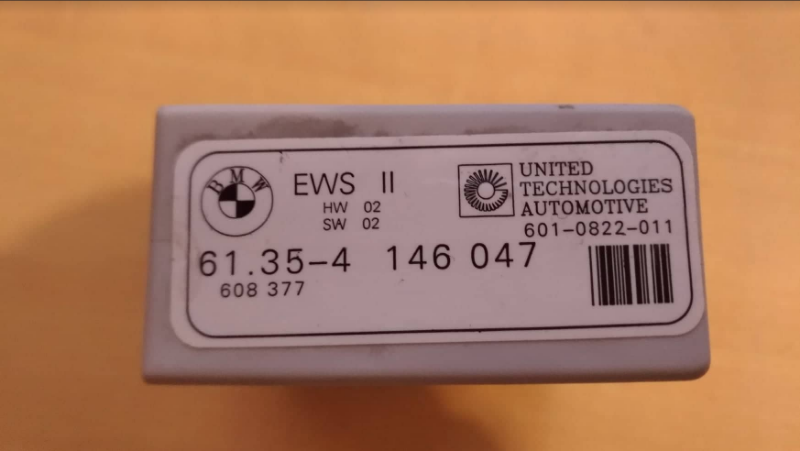 BMW
EWS II
HW 02
SW 02
UNITED
TECHNOLOGIES
AUTOMOTIVE
601-0822-011
61.35-4 146 047
608 377